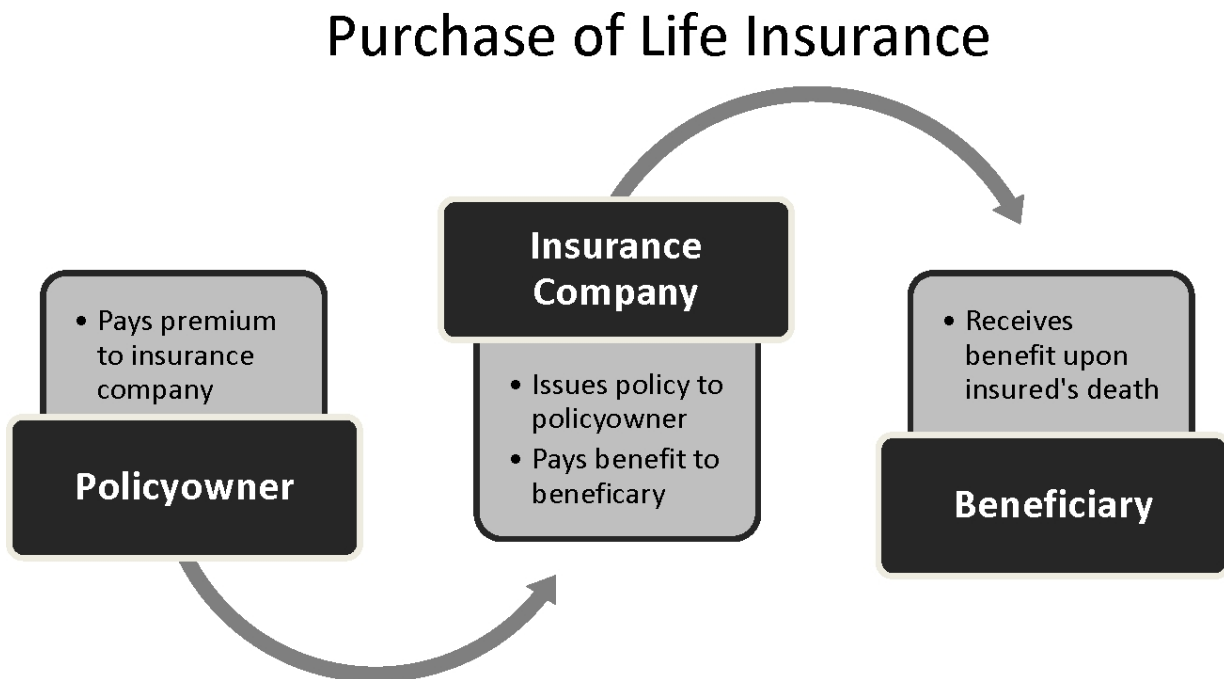 Purchase of Life Insurance
• Pays premium
to insurance
company
Policyowner
Insurance
Company
• Issues policy to
policyowner
• Pays benefit to
beneficary
• Receives
benefit upon
insured's death
Beneficiary